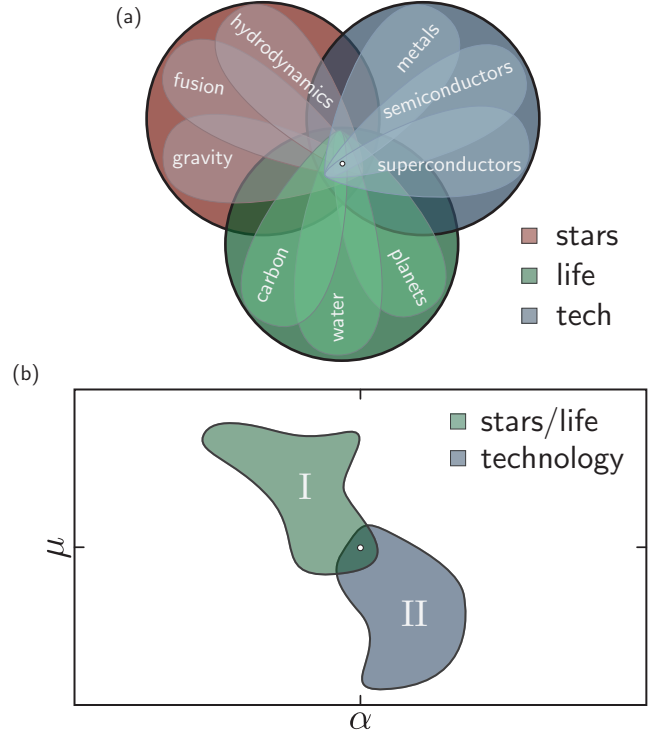 (a)
hydrodynamics
fusion
gravity
metals
semiconductors
superconductors
carbon
water
planets
stars
life
tech
(b)
stars/life
technology
I
II
μ
α